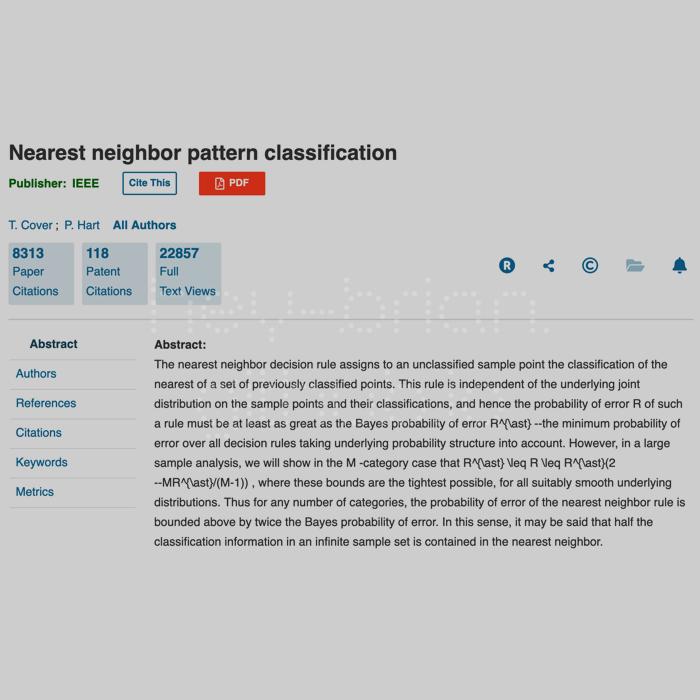 Nearest neighbor pattern classification
Publisher: IEEE Cite This PDF
T. Cover; P. Hart All Authors
8313 118 22857
Paper Patent Full
Citations Citations Text Views
R
©
Abstract
Authors
References
Citations
Keywords
Metrics
Abstract:
The nearest neighbor decision rule assigns to an unclassified sample point the classification of the
nearest of a set of previously classified points. This rule is independent of the underlying joint
distribution on the sample points and their classifications, and hence the probability of error R of such
a rule must be at least as great as the Bayes probability of error R^{\ast} --the minimum probability of
error over all decision rules taking underlying probability structure into account. However, in a large
sample analysis, we will show in the M -category case that R^{\ast} \leq R \leq R^{\ast}(2
--MR^{\ast}/(M-1)) , where these bounds are the tightest possible, for all suitably smooth underlying
distributions. Thus for any number of categories, the probability of error of the nearest neighbor rule is
bounded above by twice the Bayes probability of error. In this sense, it may be said that half the
classification information in an infinite sample set is contained in the nearest neighbor.